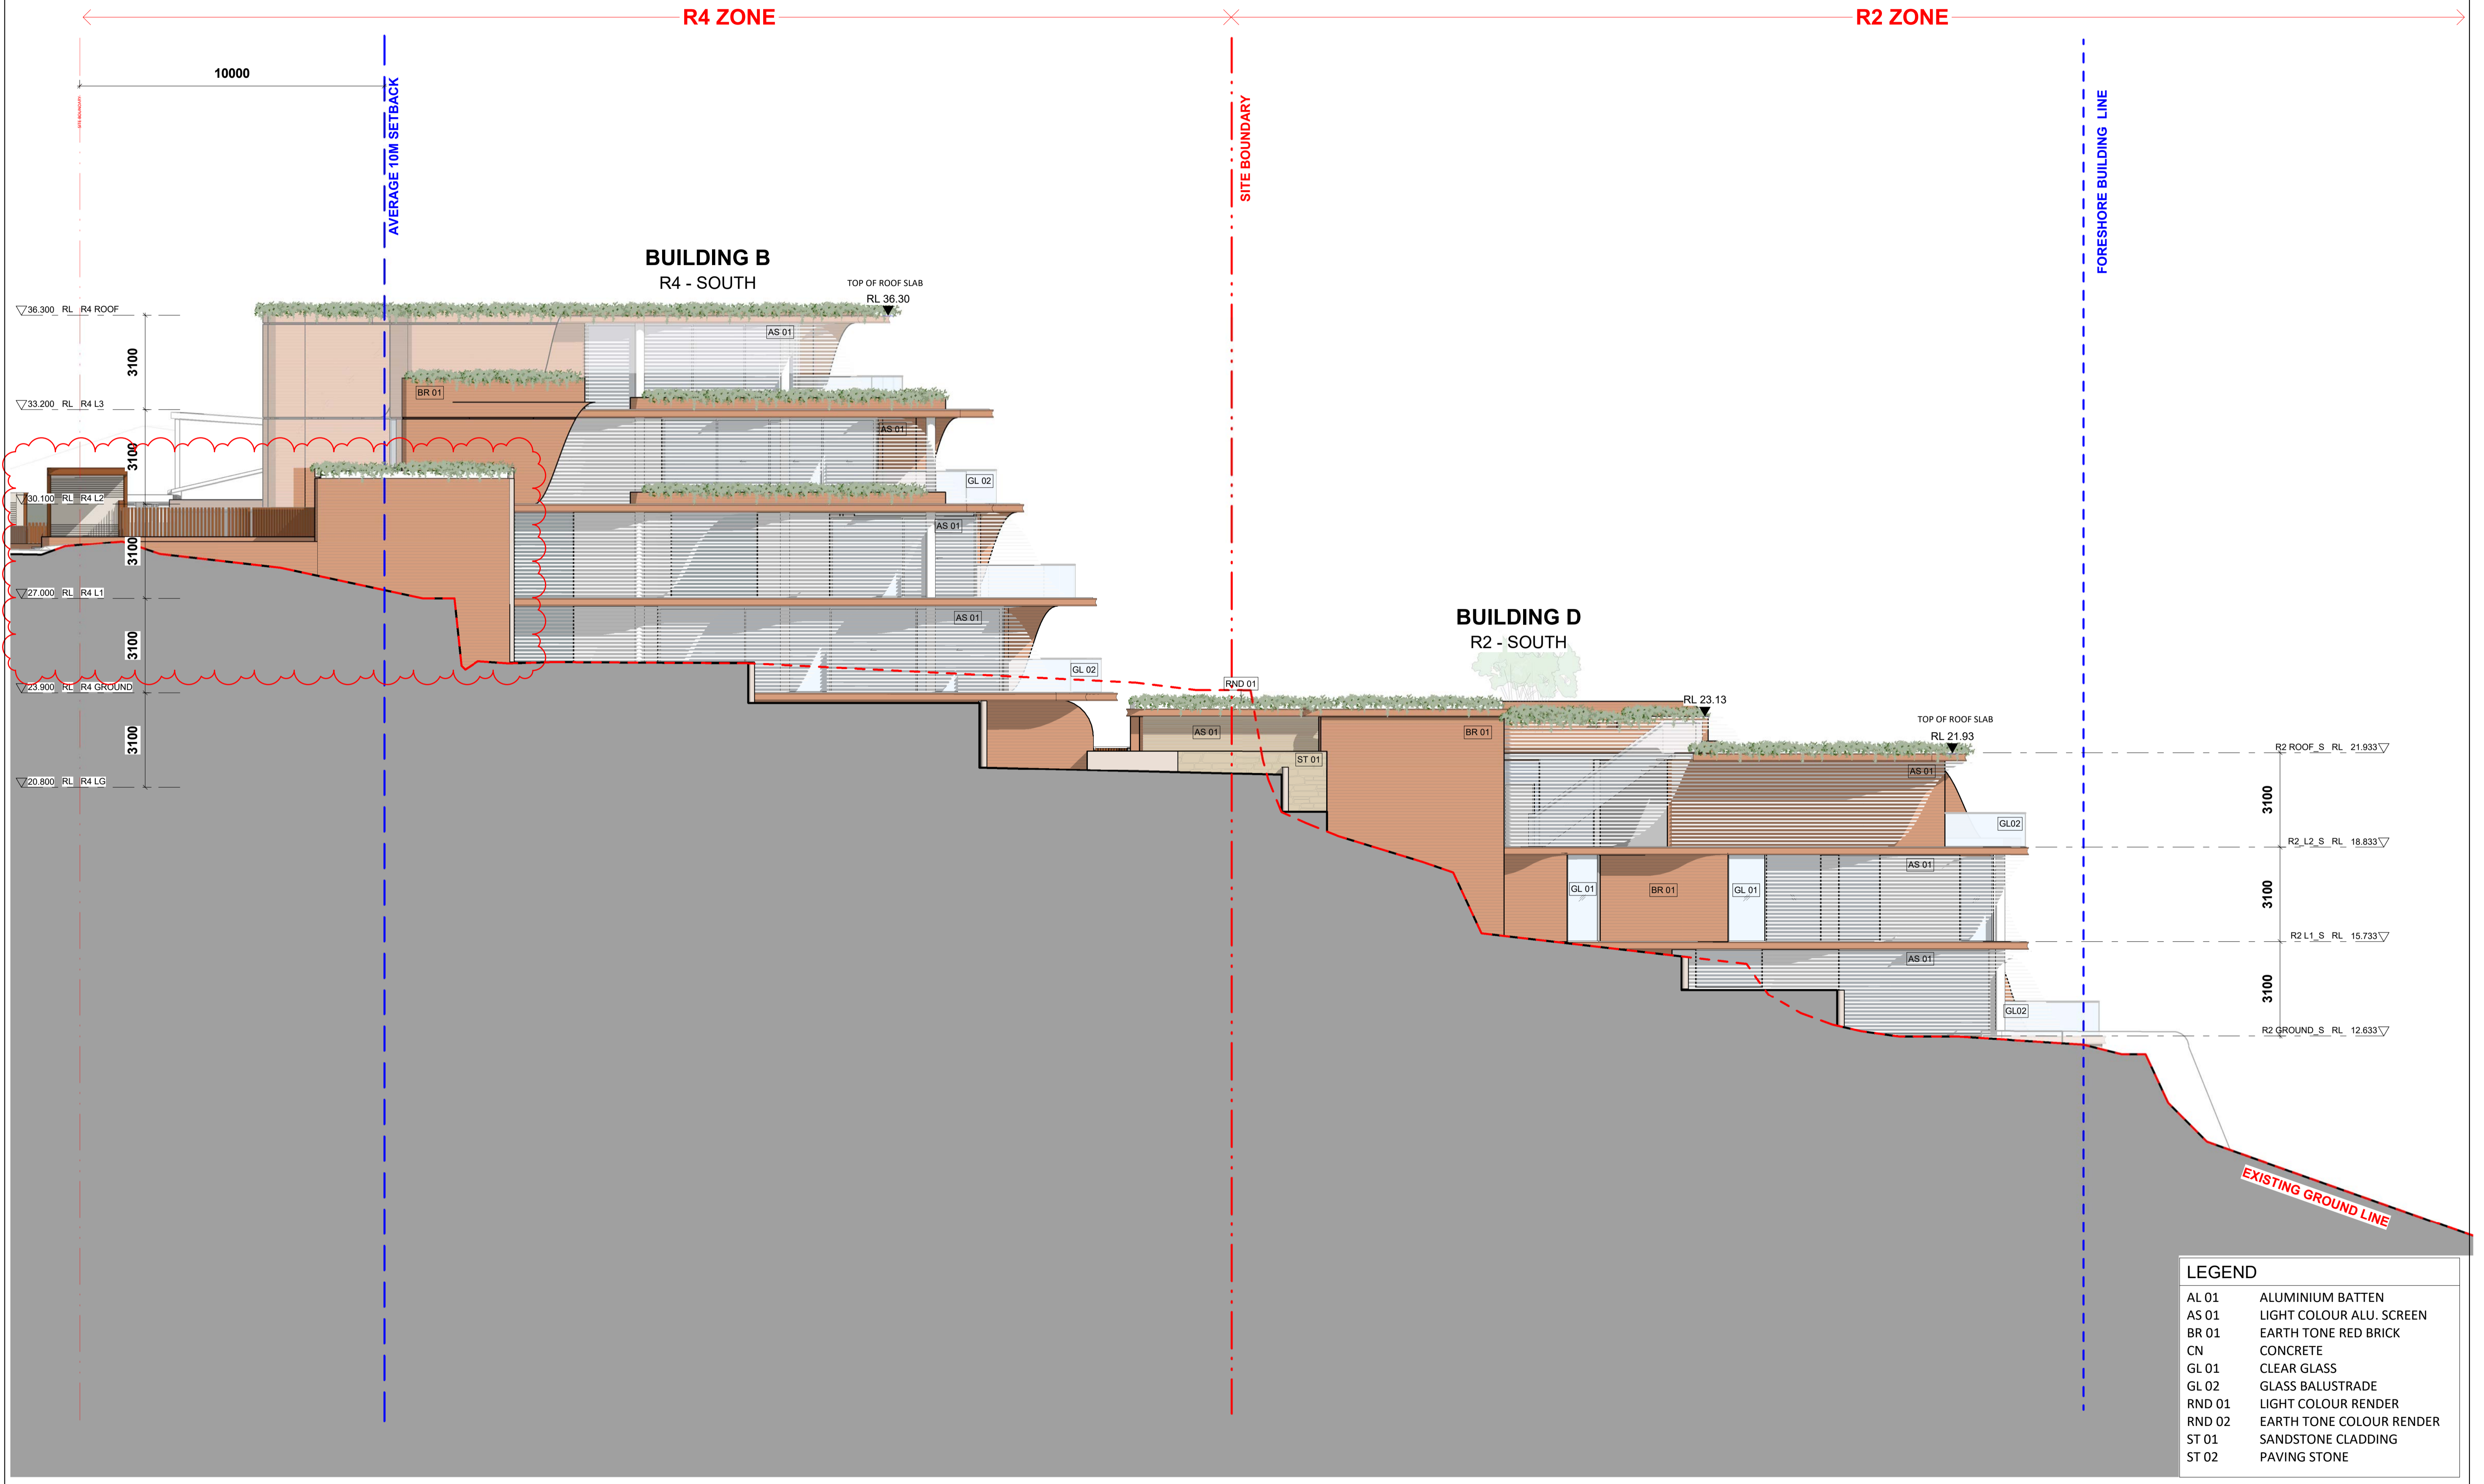 R4 ZONE
R2 ZONE
10000
SITE BOUNDARY
AVERAGE 10M SETBACK
SITE BOUNDARY
FORESHORE BUILDING LINE
BUILDING B
R4 - SOUTH
TOP OF ROOF SLAB
RL 36.30
36.300 RL R4 ROOF
AS 01
3100
BR 01
33.200 RL R4 L3
AS 01
3100
GL 02
30.100 RL R4 L2
AS 01
3100
27.000 RL R4 L1
AS 01
3100
GL 02
23.900 RL R4 GROUND
3100
20.800 RL R4 LG
BUILDING D
R2 - SOUTH
RND 01
RL 23.13
TOP OF ROOF SLAB
RL 21.93
AS 01
BR 01
ST 01
R2 ROOF_S RL 21.933
AS 01
3100
GL02
R2_L2_S RL 18.833
AS 01
GL 01
BR 01
GL 01
3100
R2 L1_S RL 15.733
AS 01
3100
GL02
R2 GROUND_S RL 12.633
EXISTING GROUND LINE
LEGEND
AL 01 ALUMINIUM BATTEN
AS 01 LIGHT COLOUR ALU. SCREEN
BR 01 EARTH TONE RED BRICK
CN CONCRETE
GL 01 CLEAR GLASS
GL 02 GLASS BALUSTRADE
RND 01 LIGHT COLOUR RENDER
RND 02 EARTH TONE COLOUR RENDER
ST 01 SANDSTONE CLADDING
ST 02 PAVING STONE